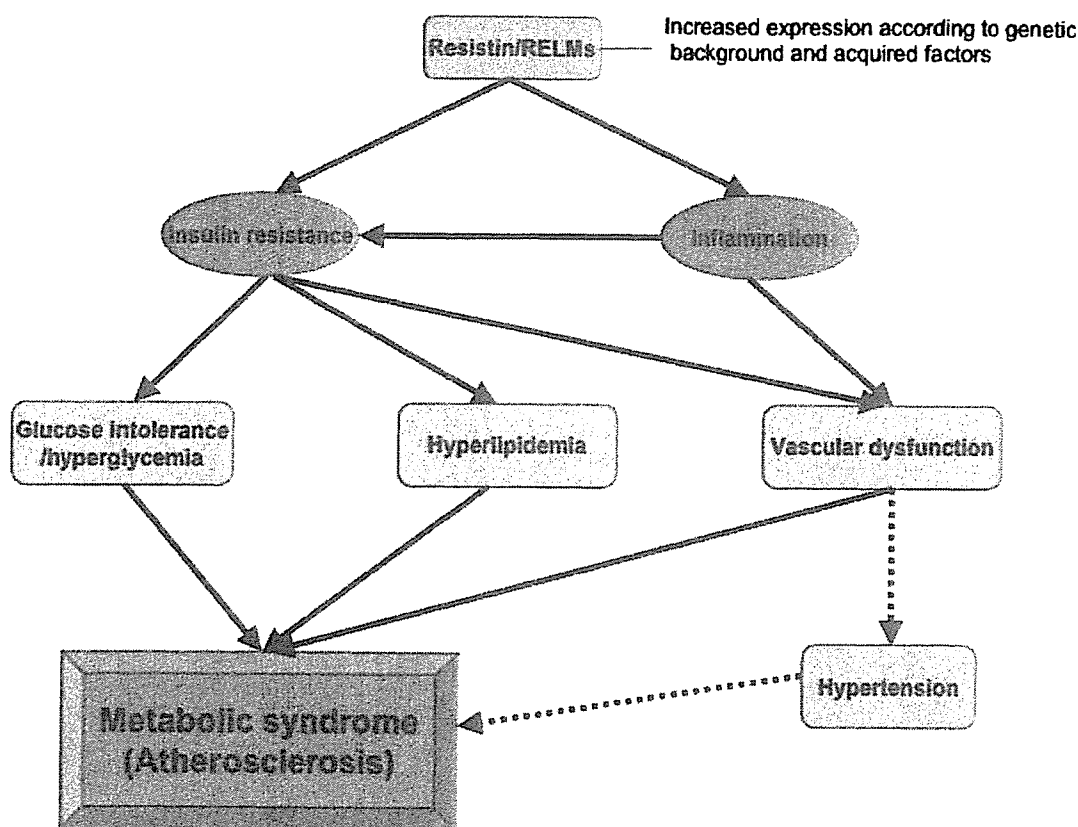 Resistin/RELMs
Increased expression according to genetic
background and acquired factors
Insulin resistance
Inflammation
Glucose intolerance
/hyperglycemia
Hyperlipidemia
Vascular dysfunction
Hypertension
Metabolic syndrome
(Atherosclerosis)